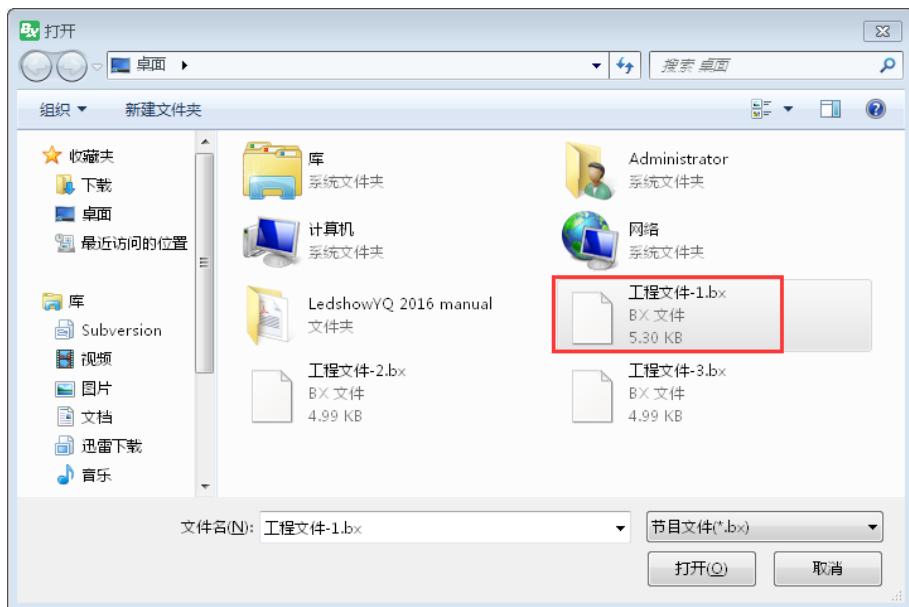 BX 打开
桌面
搜索 桌面
组织 新建文件夹
收藏夹
下载
桌面
最近访问的位置
库
Subversion
视频
图片
文档
迅雷下载
音乐
库
系统文件夹
Administrator
系统文件夹
计算机
系统文件夹
网络
系统文件夹
LedshowYQ 2016 manual
文件夹
工程文件-1.bx
BX 文件
5.30 KB
工程文件-2.bx
BX 文件
4.99 KB
工程文件-3.bx
BX 文件
4.99 KB
文件名(N): 工程文件-1.bx 节目文件(*.bx)
打开(O) 取消